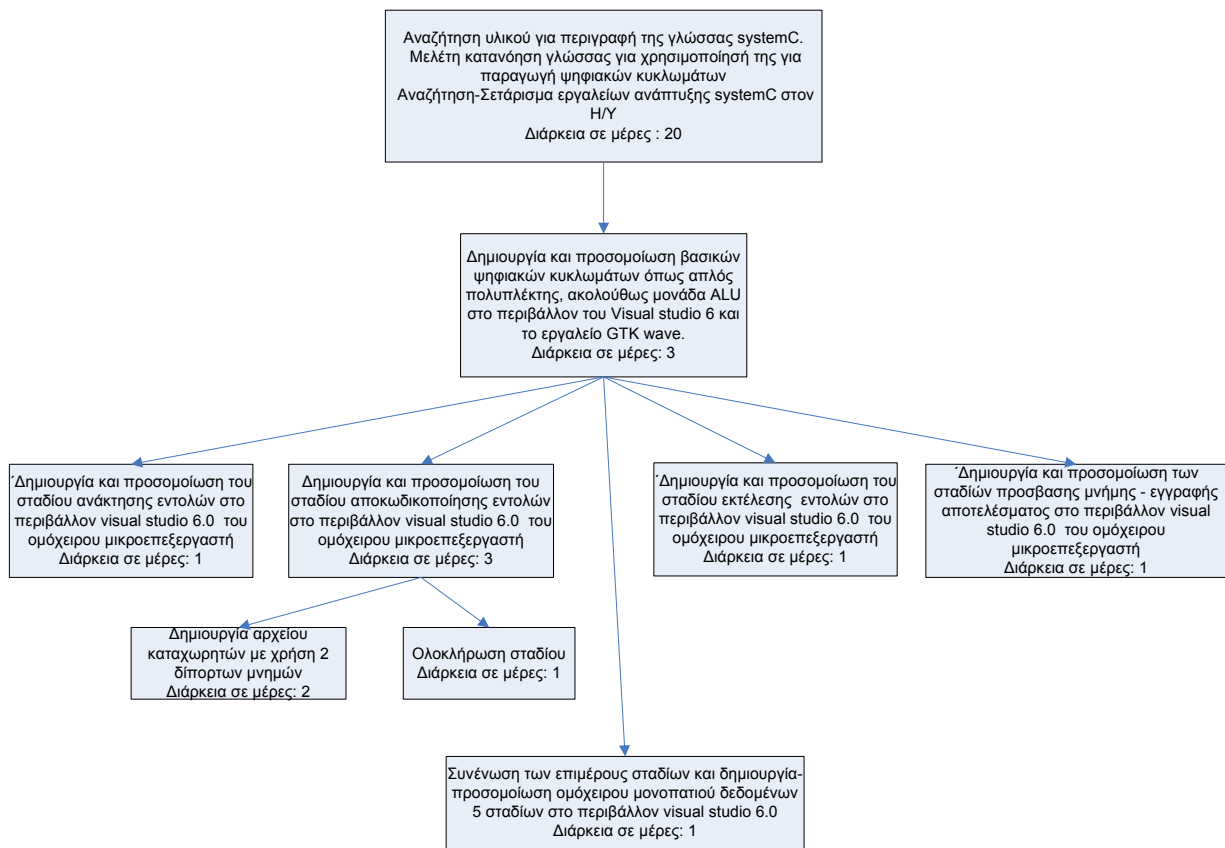 Αναζήτηση υλικού για περιγραφή της γλώσσας systemC.
Μελέτη κατανόηση γλώσσας για χρησιμοποίησή της για
παραγωγή ψηφιακών κυκλωμάτων
Αναζήτηση-Σετάρισμα εργαλείων ανάπτυξης systemC στον
Η/Υ
Διάρκεια σε μέρες : 20
Δημιουργία και προσομοίωση βασικών
ψηφιακών κυκλωμάτων όπως απλός
πολυπλέκτης, ακολούθως μονάδα ALU
στο περιβάλλον του Visual studio 6 και
το εργαλείο GTK wave.
Διάρκεια σε μέρες: 3
΄Δημιουργία και προσομοίωση του
σταδίου ανάκτησης εντολών στο
περιβάλλον visual studio 6.0 του
ομόχειρου μικροεπεξεργαστή
Διάρκεια σε μέρες: 1
Δημιουργία και προσομοίωση του
σταδίου αποκωδικοποίησης εντολών
στο περιβάλλον visual studio 6.0 του
ομόχειρου μικροεπεξεργαστή
Διάρκεια σε μέρες: 3
΄Δημιουργία και προσομοίωση του
σταδίου εκτέλεσης εντολών στο
περιβάλλον visual studio 6.0 του
ομόχειρου μικροεπεξεργαστή
Διάρκεια σε μέρες: 1
΄Δημιουργία και προσομοίωση των
σταδίών προσβασης μνήμης - εγγραφής
αποτελέσματος στο περιβάλλον visual
studio 6.0 του ομόχειρου
μικροεπεξεργαστή
Διάρκεια σε μέρες: 1
Δημιουργία αρχείου
καταχωρητών με χρήση 2
δίπορτων μνημών
Διάρκεια σε μέρες: 2
Ολοκλήρωση σταδίου
Διάρκεια σε μέρες: 1
Συνένωση των επιμέρους σταδίων και δημιουργία-
προσομοίωση ομόχειρου μονοπατιού δεδομένων
5 σταδίων στο περιβάλλον visual studio 6.0
Διάρκεια σε μέρες: 1